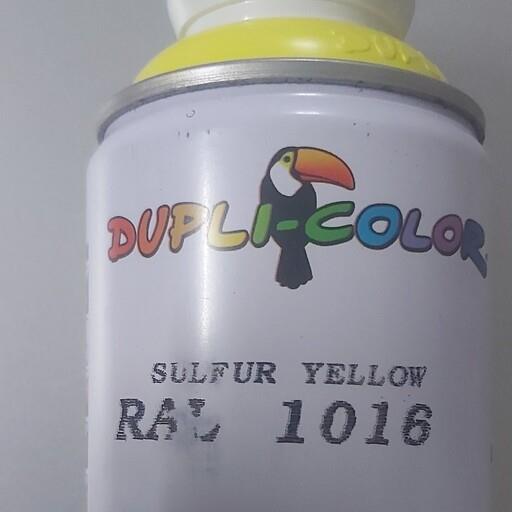 DUPLI-COLOR
SULFUR YELLOW
RAL 1016